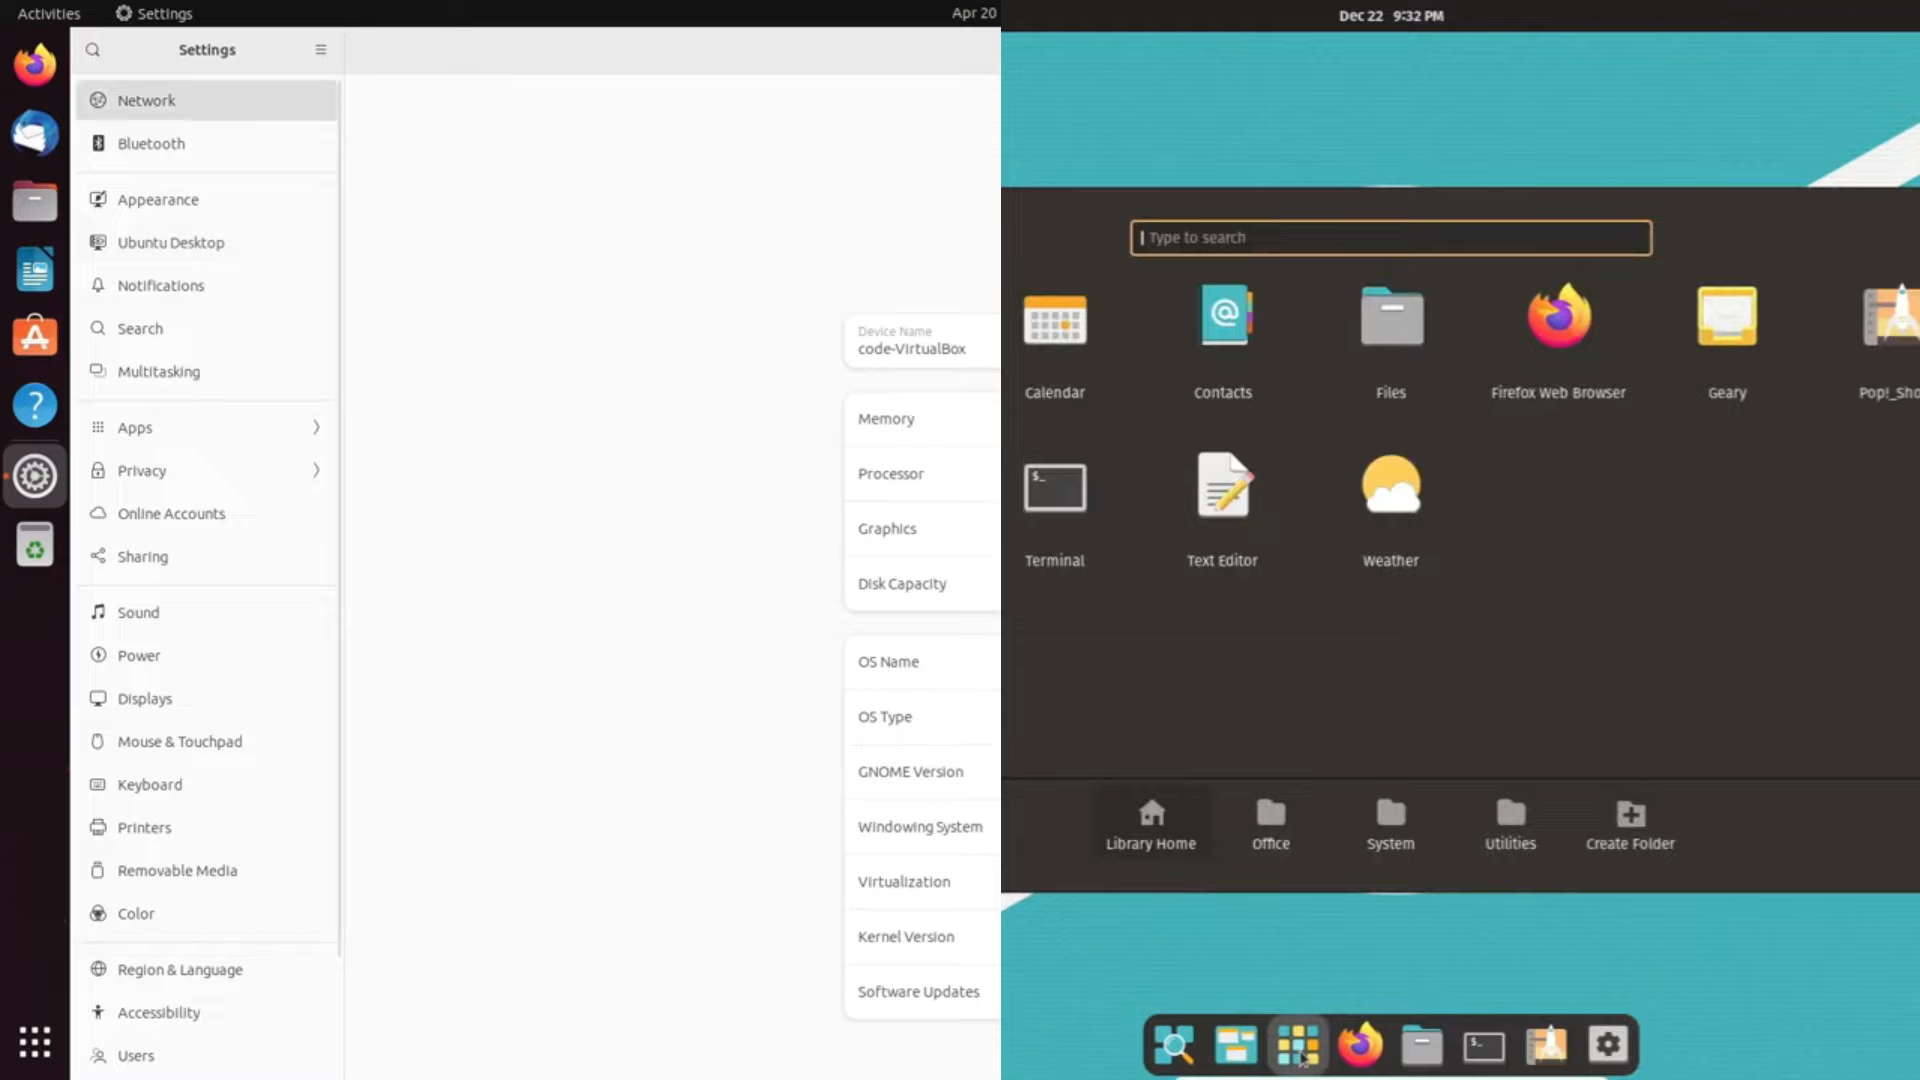 Activities
Settings
Apr 20
Settings
Network
Bluetooth
Appearance
Ubuntu Desktop
Notifications
Search
Multitasking
Apps
Privacy
Online Accounts
Sharing
Sound
Power
Displays
Mouse & Touchpad
Keyboard
Printers
Removable Media
Color
Region & Language
Accessibility
Users
Device Name
code-VirtualBox
Memory
Processor
Graphics
Disk Capacity
OS Name
OS Type
GNOME Version
Windowing System
Virtualization
Kernel Version
Software Updates
Dec 22 9:32 PM
Type to search
Calendar
Contacts
Files
Firefox Web Browser
Geary
Pop!_Sho
Terminal
Text Editor
Weather
Library Home
Office
System
Utilities
Create Folder